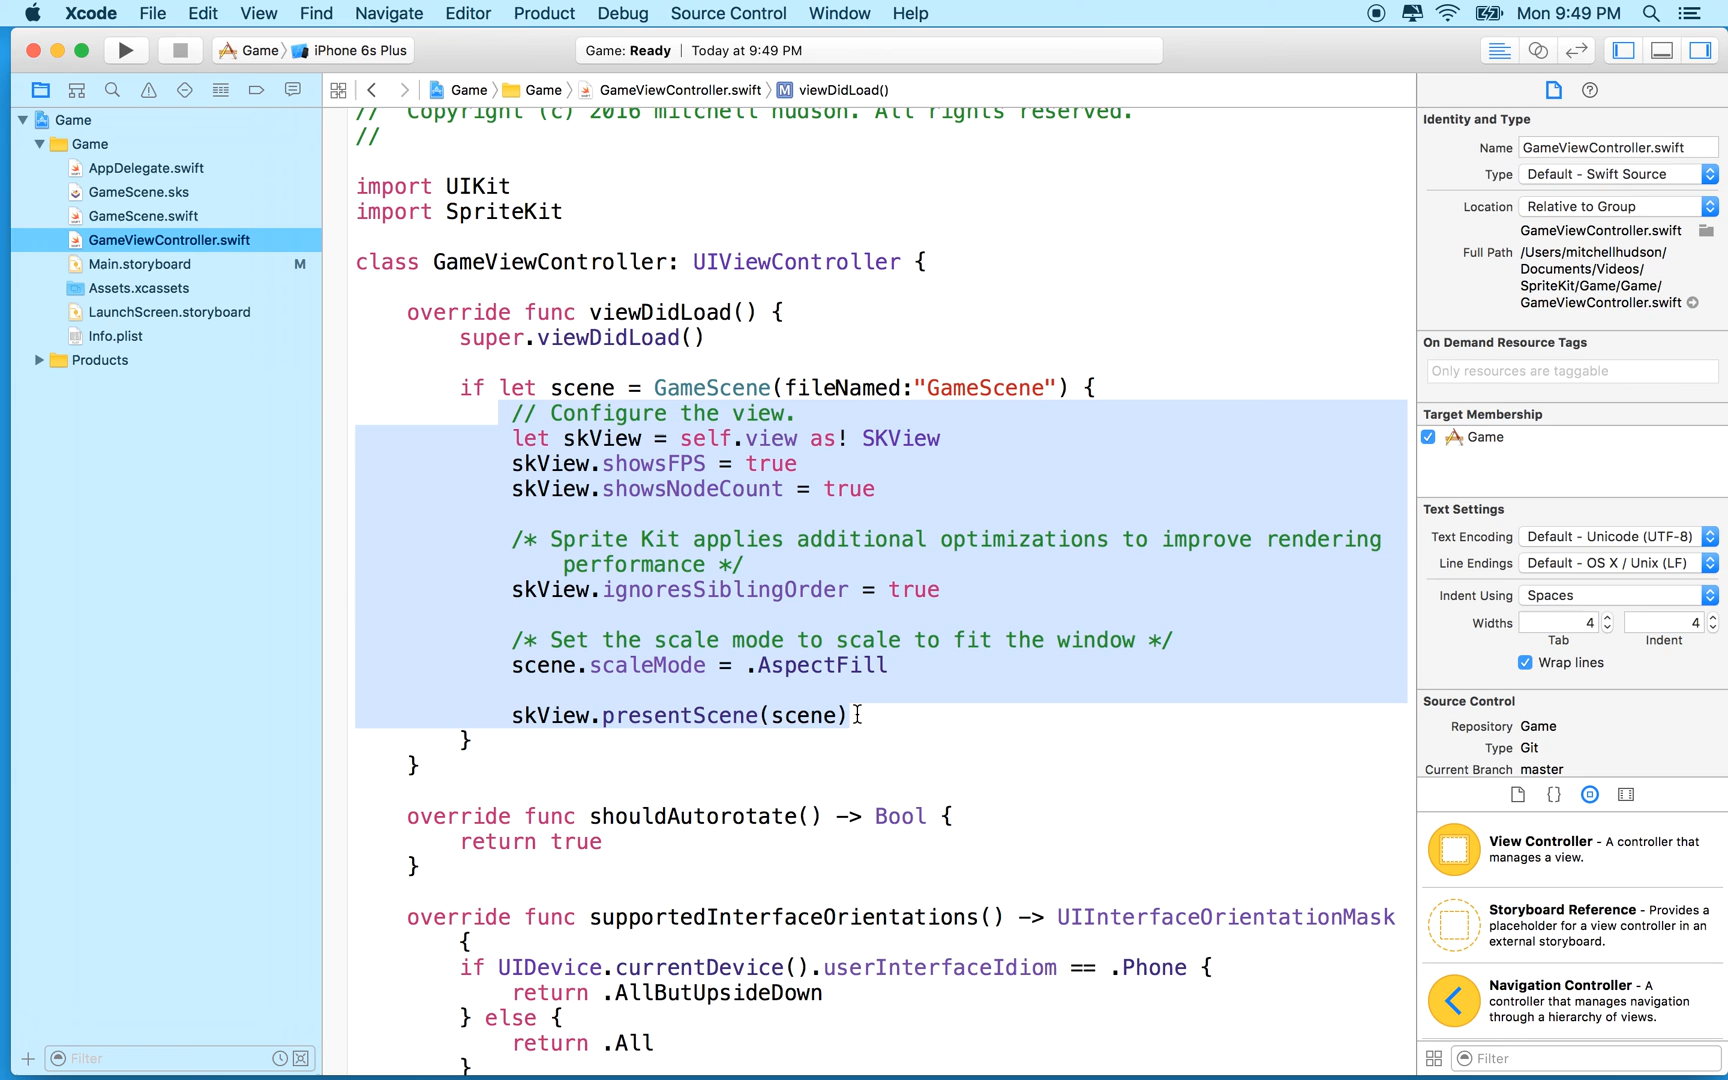 Xcode File Edit View Find Navigate Editor Product Debug Source Control Window Help Mon 9:49 PM
Game iPhone 6s Plus Game: Ready Today at 9:49 PM
Game Game GameViewController.swift M viewDidLoad()
Game
Game
AppDelegate.swift
GameScene.sks
GameScene.swift
GameViewController.swift
Main.storyboard M
Assets.xcassets
LaunchScreen.storyboard
Info.plist
Products
Filter
// Copyright (c) 2016 mitchell hudson. All rights reserved.
//
import UIKit
import SpriteKit
class GameViewController: UIViewController {
override func viewDidLoad() {
super.viewDidLoad()
if let scene = GameScene(fileNamed:"GameScene") {
// Configure the view.
let skView = self.view as! SKView
skView.showsFPS = true
skView.showsNodeCount = true
/* Sprite Kit applies additional optimizations to improve rendering
performance */
skView.ignoresSiblingOrder = true
/* Set the scale mode to scale to fit the window */
scene.scaleMode = .AspectFill
skView.presentScene(scene)
}
}
override func shouldAutorotate() -> Bool {
return true
}
override func supportedInterfaceOrientations() -> UIInterfaceOrientationMask
{
if UIDevice.currentDevice().userInterfaceIdiom == .Phone {
return .AllButUpsideDown
} else {
return .All
}
Identity and Type
Name GameViewController.swift
Type Default - Swift Source
Location Relative to Group
GameViewController.swift
Full Path /Users/mitchellhudson/
Documents/Videos/
SpriteKit/Game/Game/
GameViewController.swift
On Demand Resource Tags
Only resources are taggable
Target Membership
Game
Text Settings
Text Encoding Default - Unicode (UTF-8)
Line Endings Default - OS X / Unix (LF)
Indent Using Spaces
Widths 4 4
Tab Indent
Wrap lines
Source Control
Repository Game
Type Git
Current Branch master
View Controller - A controller that
manages a view.
Storyboard Reference - Provides a
placeholder for a view controller in an
external storyboard.
Navigation Controller - A
controller that manages navigation
through a hierarchy of views.
Filter